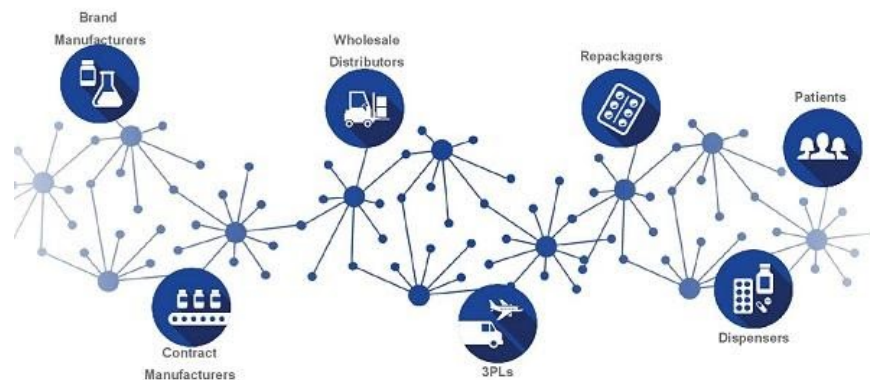 Brand
Manufacturers
Wholesale
Distributors
Repackagers
Patients
Contract
Manufacturers
3PLs
Dispensers